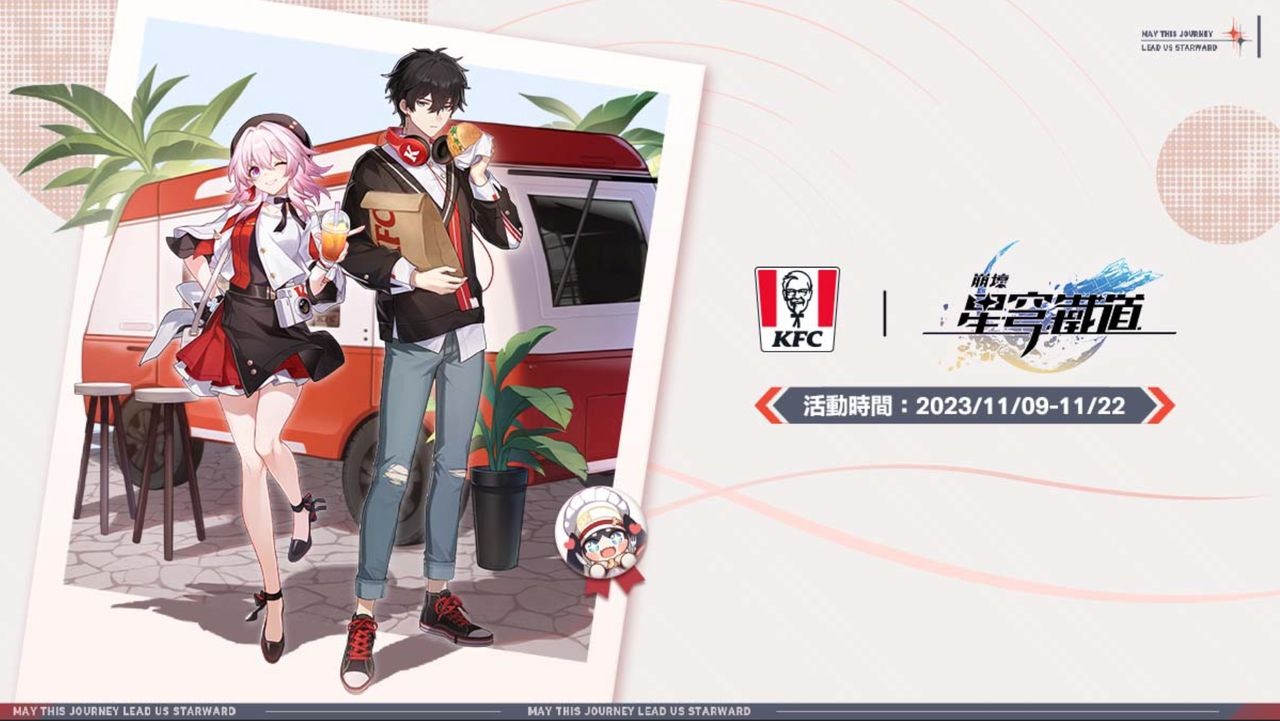 MAY THIS JOURNEY
LEAD US STARWARD
K
KFC
KFC
崩壞
星穹鐵道
活動時間：2023/11/09-11/22
MAY THIS JOURNEY LEAD US STARWARD
MAY THIS JOURNEY LEAD US STARWARD